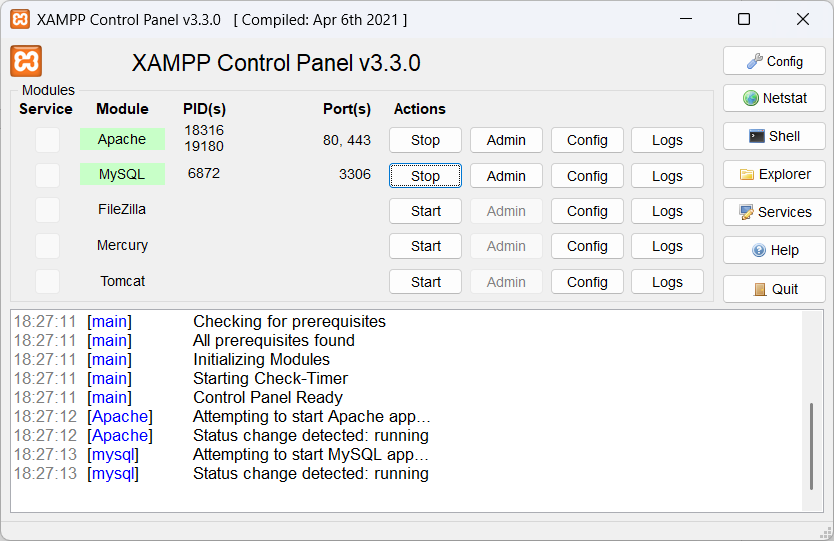 XAMPP Control Panel v3.3.0 [ Compiled: Apr 6th 2021 ]
XAMPP Control Panel v3.3.0
Config
Modules
Service Module PID(s) Port(s) Actions
Netstat
Apache 18316 19180 80, 443 Stop Admin Config Logs
Shell
MySQL 6872 3306 Stop Admin Config Logs
Explorer
FileZilla Start Admin Config Logs
Services
Mercury Start Admin Config Logs
Help
Tomcat Start Admin Config Logs
Quit
18:27:11 [main] Checking for prerequisites
18:27:11 [main] All prerequisites found
18:27:11 [main] Initializing Modules
18:27:11 [main] Starting Check-Timer
18:27:11 [main] Control Panel Ready
18:27:12 [Apache] Attempting to start Apache app...
18:27:12 [Apache] Status change detected: running
18:27:13 [mysql] Attempting to start MySQL app...
18:27:13 [mysql] Status change detected: running